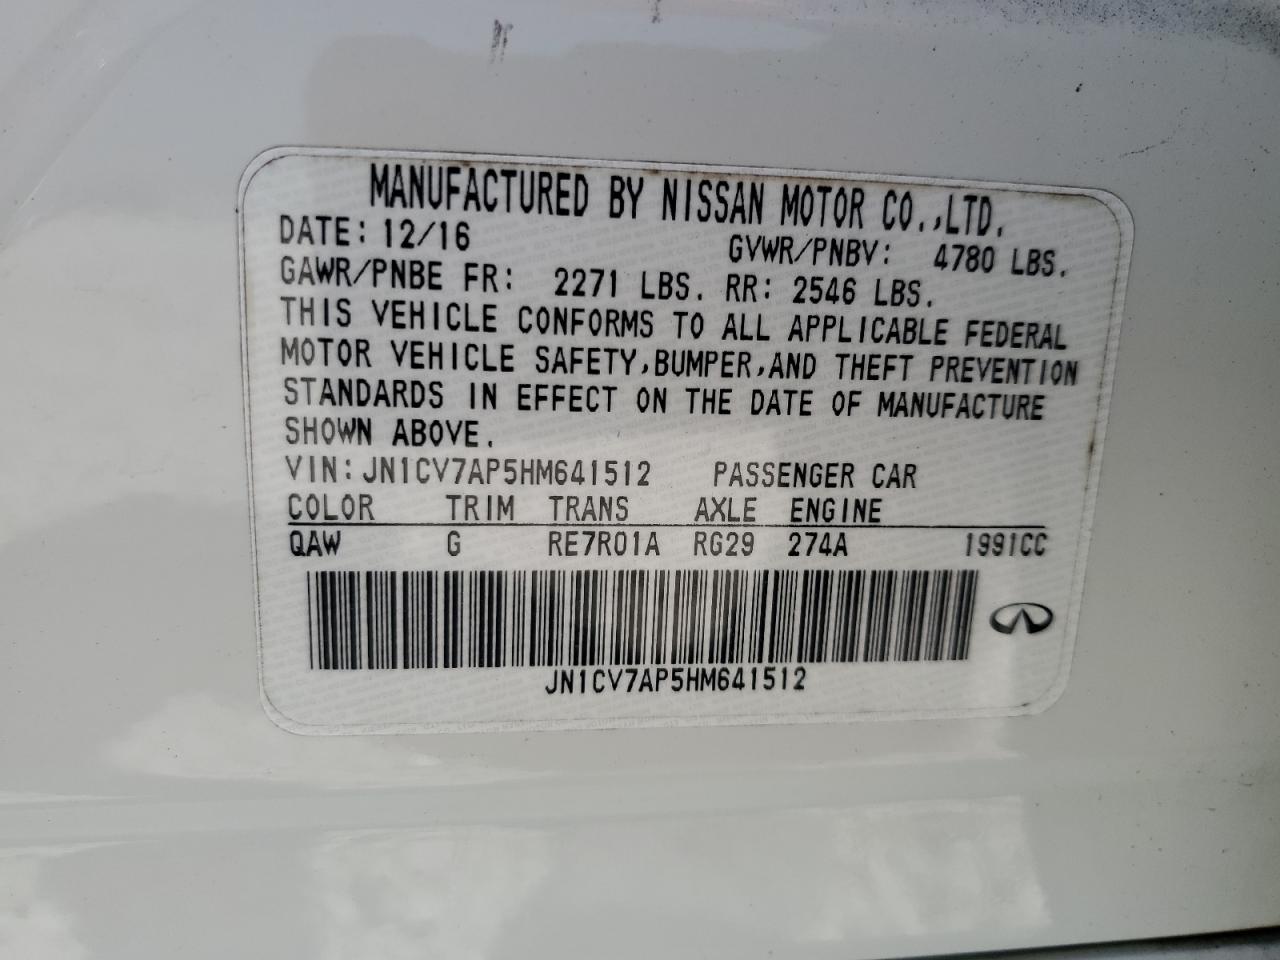 MANUFACTURED BY NISSAN MOTOR CO.,LTD.
DATE: 12/16 GVWR/PNBV: 4780 LBS.
GAWR/PNBE FR: 2271 LBS. RR: 2546 LBS.
THIS VEHICLE CONFORMS TO ALL APPLICABLE FEDERAL
MOTOR VEHICLE SAFETY,BUMPER,AND THEFT PREVENTION
STANDARDS IN EFFECT ON THE DATE OF MANUFACTURE
SHOWN ABOVE.
VIN: JN1CV7AP5HM641512 PASSENGER CAR
COLOR TRIM TRANS AXLE ENGINE
QAW G RE7R01A RG29 274A 1991CC
JN1CV7AP5HM641512